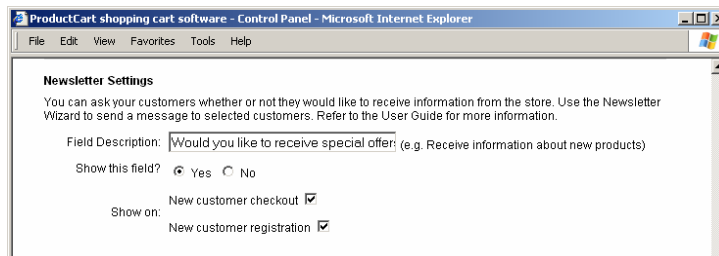 ProductCart shopping cart software - Control Panel - Microsoft Internet Explorer
File Edit View Favorites Tools Help
Newsletter Settings
You can ask your customers whether or not they would like to receive information from the store. Use the Newsletter
Wizard to send a message to selected customers. Refer to the User Guide for more information.
Field Description: Would you like to receive special offer (e.g. Receive information about new products)
Show this field? Yes No
New customer checkout
Show on:
New customer registration